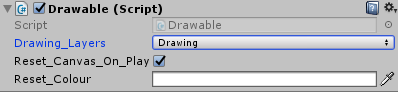 Drawable (Script)
Script Drawable
Drawing_Layers Drawing
Reset_Canvas_On_Play
Reset_Colour